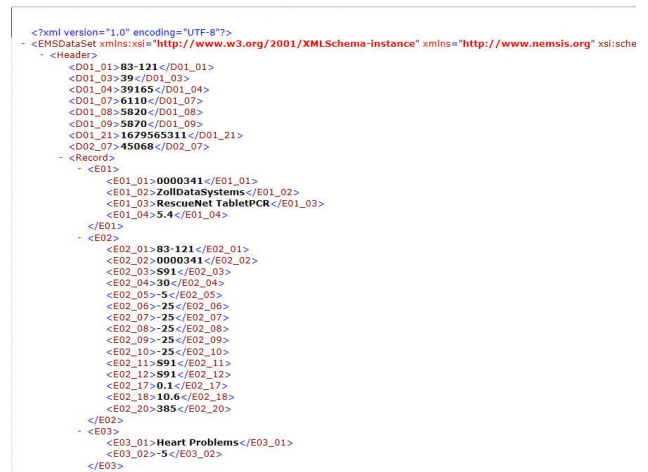 <?xml version="1.0" encoding="UTF-8"?>
- <EMSDataSet xmlns:xsi="http://www.w3.org/2001/XMLSchema-instance" xmlns="http://www.nemsis.org" xsi:sche
- <Header>
<D01_01>83-121</D01_01>
<D01_03>39</D01_03>
<D01_04>39165</D01_04>
<D01_07>6110</D01_07>
<D01_08>5820</D01_08>
<D01_09>5870</D01_09>
<D01_21>1679565311</D01_21>
<D02_07>45068</D02_07>
- <Record>
- <E01>
<E01_01>0000341</E01_01>
<E01_02>ZollDataSystems</E01_02>
<E01_03>RescueNet TabletPCR</E01_03>
<E01_04>5.4</E01_04>
</E01>
- <E02>
<E02_01>83-121</E02_01>
<E02_02>0000341</E02_02>
<E02_03>S91</E02_03>
<E02_04>30</E02_04>
<E02_05>-5</E02_05>
<E02_06>-25</E02_06>
<E02_07>-25</E02_07>
<E02_08>-25</E02_08>
<E02_09>-25</E02_09>
<E02_10>-25</E02_10>
<E02_11>S91</E02_11>
<E02_12>S91</E02_12>
<E02_17>0.1</E02_17>
<E02_18>10.6</E02_18>
<E02_20>385</E02_20>
</E02>
- <E03>
<E03_01>Heart Problems</E03_01>
<E03_02>-5</E03_02>
</E03>